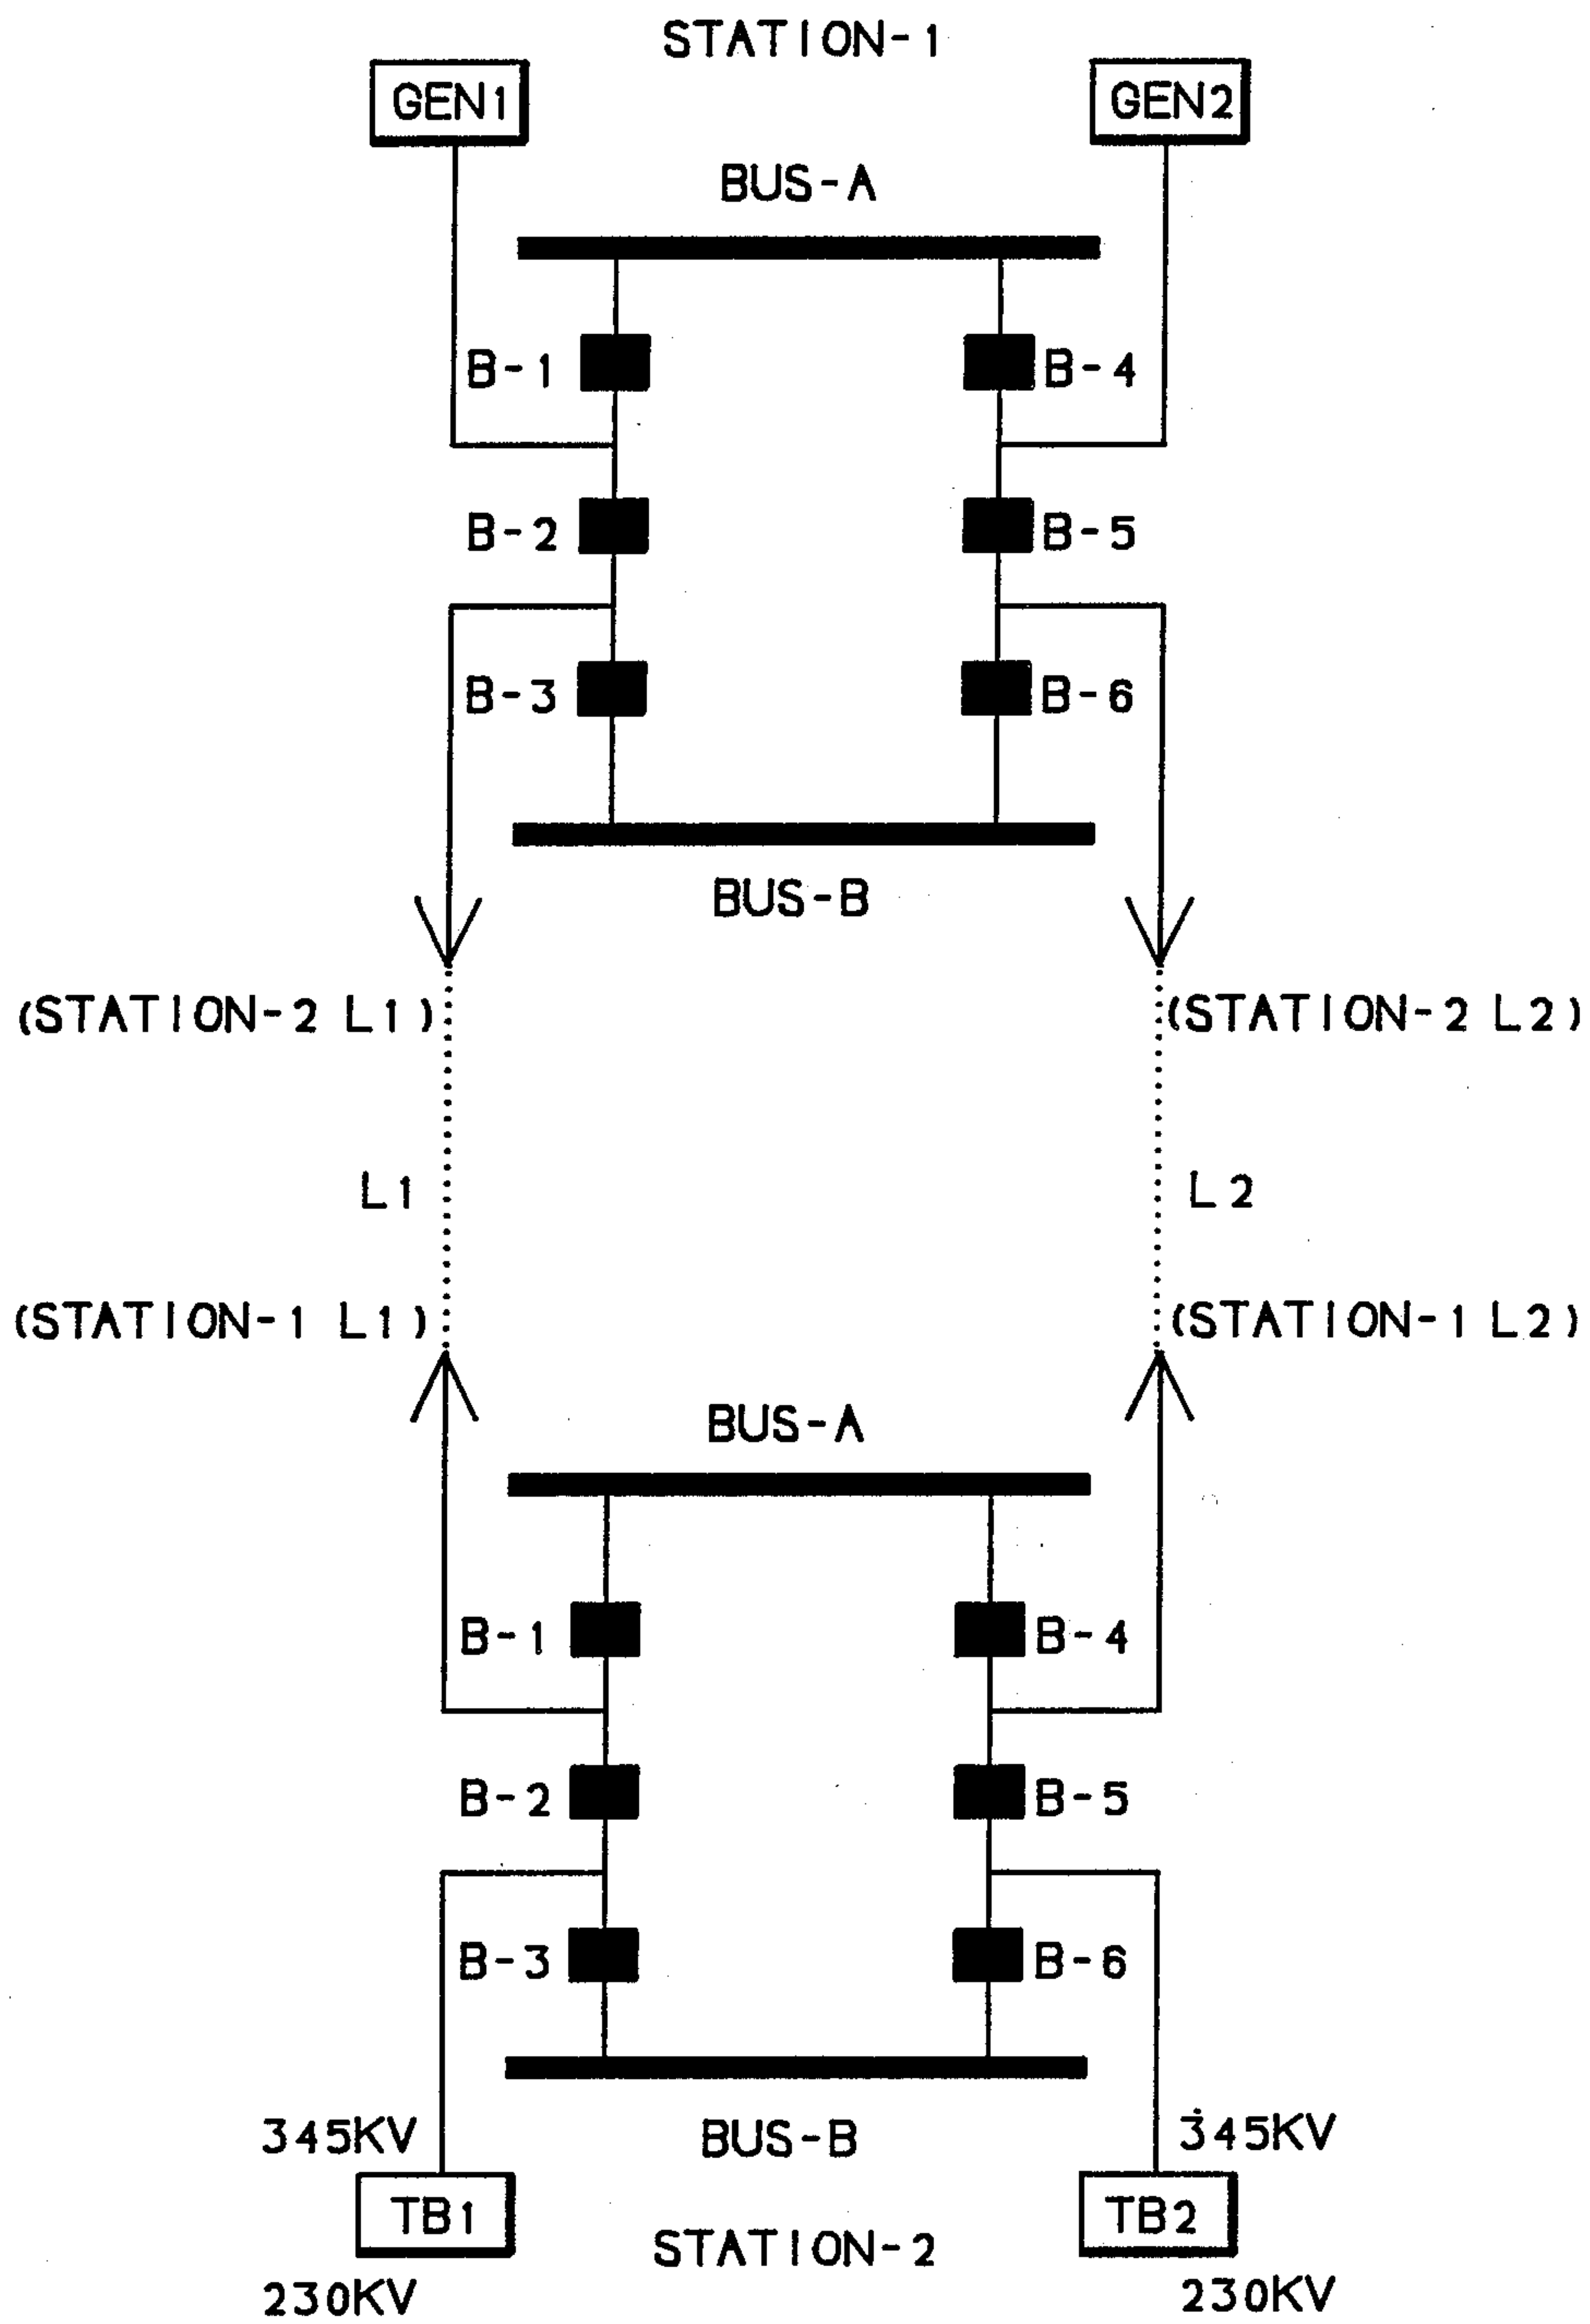 STATION-1
GEN1
GEN2
BUS-A
B-1
B-4
B-2
B-5
B-3
B-6
BUS-B
(STATION-2 L1)
(STATION-2 L2)
L1
L2
(STATION-1 L1)
(STATION-1 L2)
BUS-A
B-1
B-4
B-2
B-5
B-3
B-6
345KV
BUS-B
345KV
TB1
TB2
STATION-2
230KV
230KV